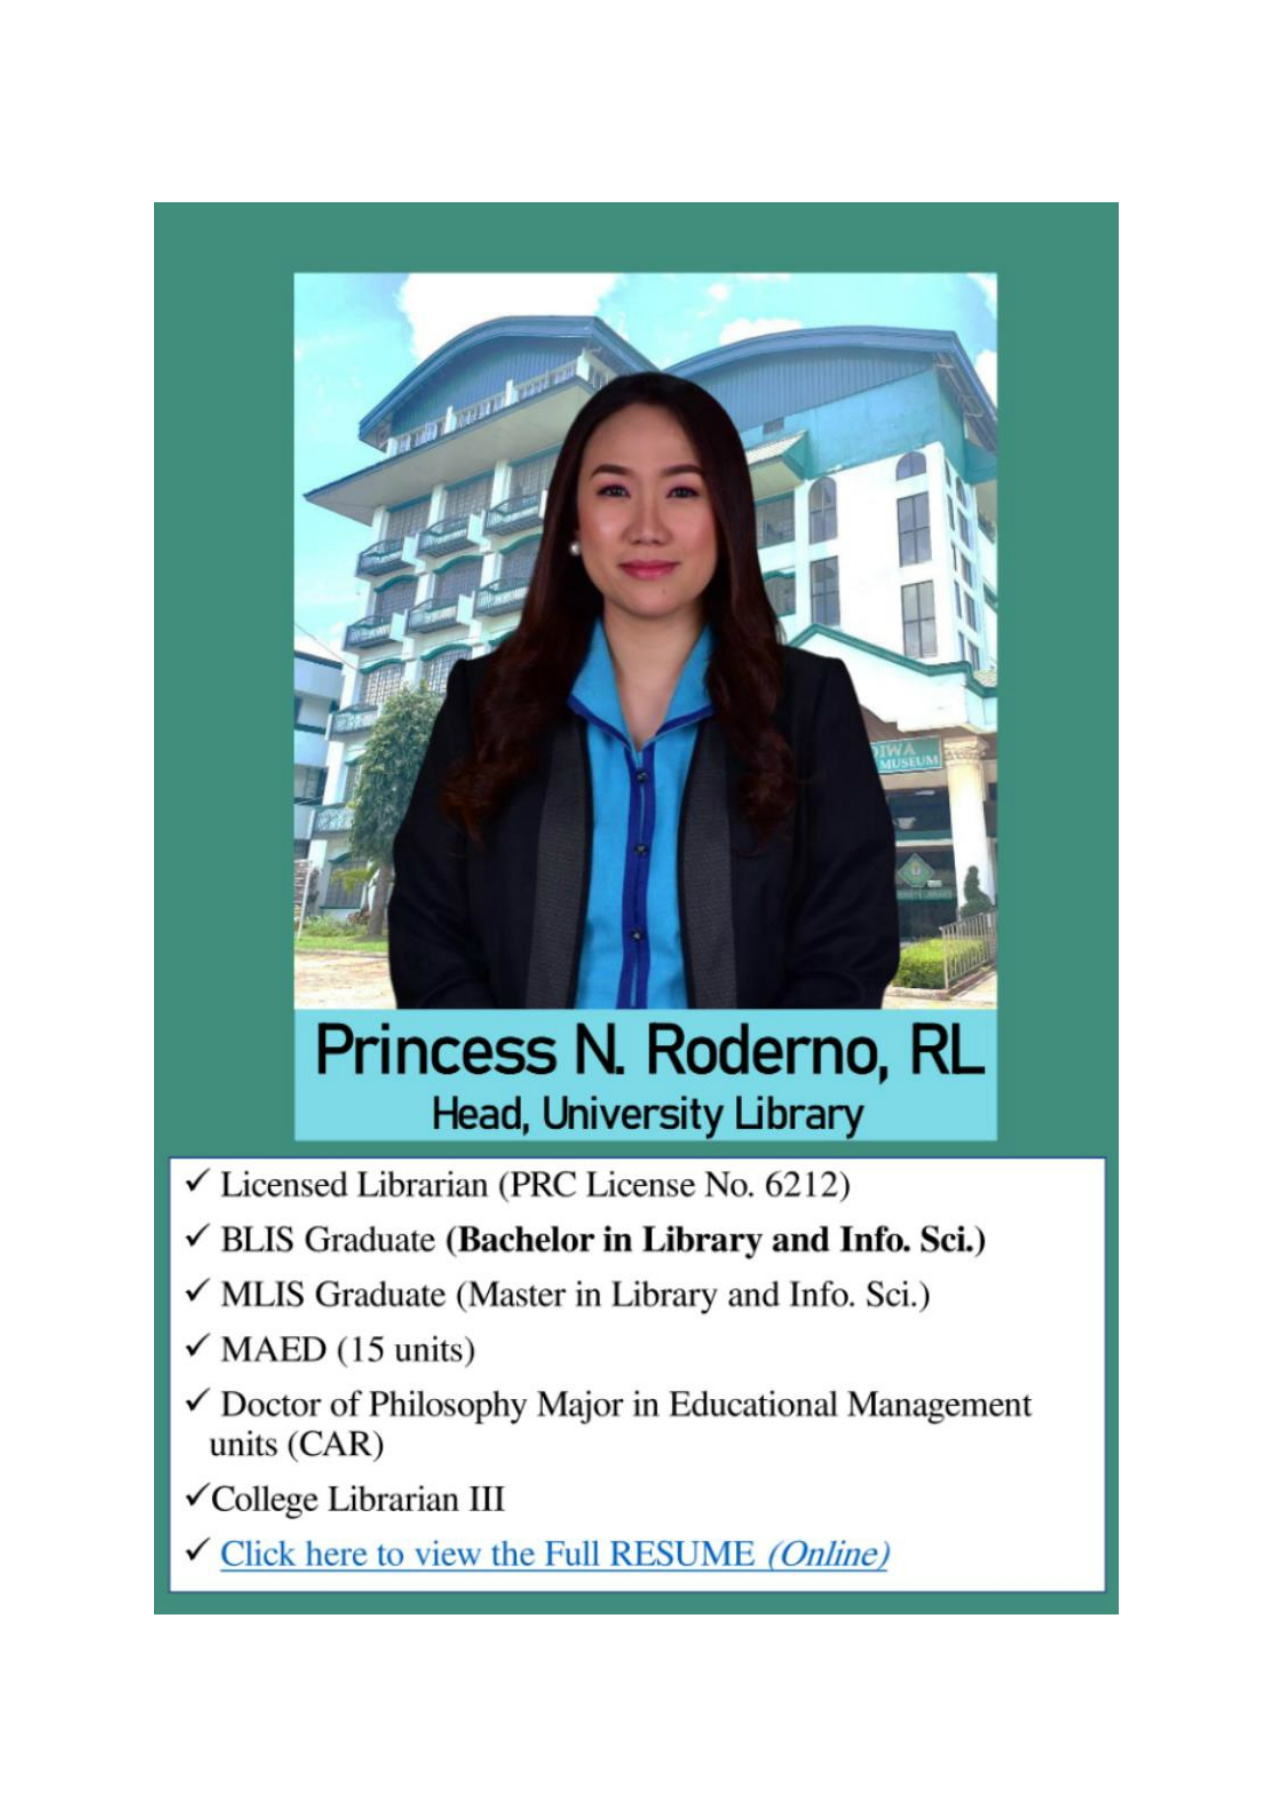 DIWA
MUSEUM
Princess N. Roderno, RL
Head, University Library
✓ Licensed Librarian (PRC License No. 6212)
✓ BLIS Graduate (Bachelor in Library and Info. Sci.)
✓ MLIS Graduate (Master in Library and Info. Sci.)
✓ MAED (15 units)
✓ Doctor of Philosophy Major in Educational Management
units (CAR)
✓College Librarian III
✓ Click here to view the Full RESUME (Online)